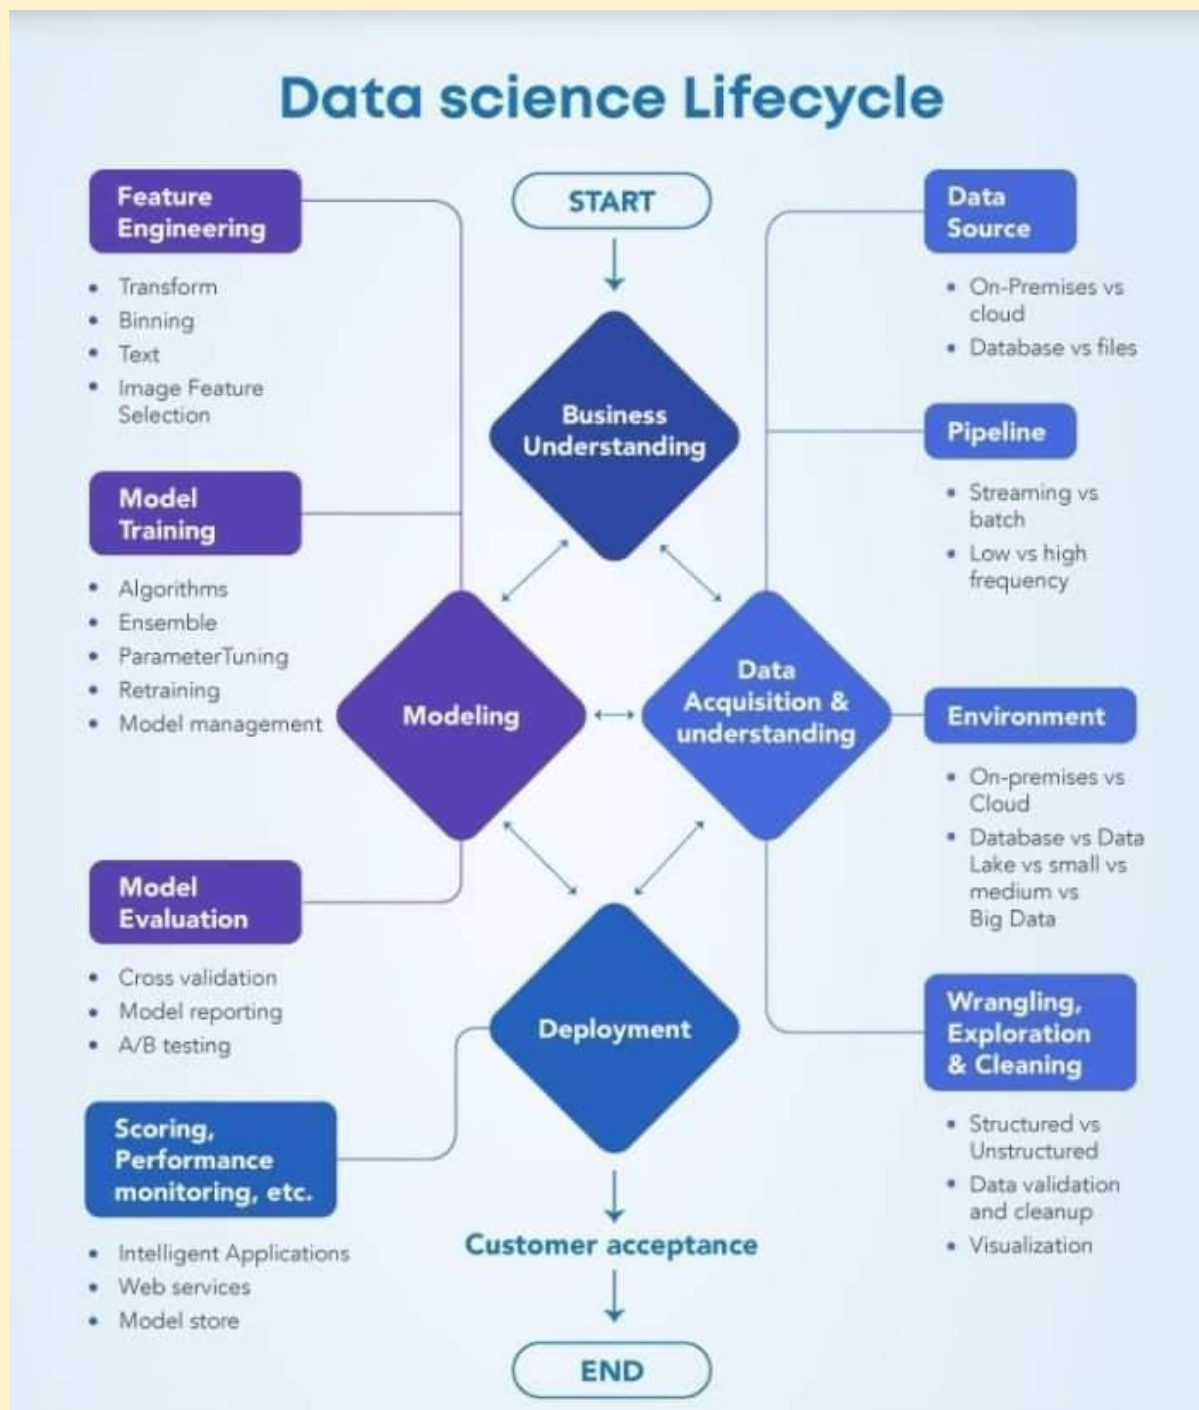 Data science Lifecycle
START
Feature
Engineering
Transform
Binning
Text
Image Feature
Selection
Model
Training
Algorithms
Ensemble
ParameterTuning
Retraining
Model management
Model
Evaluation
Cross validation
Model reporting
A/B testing
Scoring,
Performance
monitoring, etc.
Intelligent Applications
Web services
Model store
Business
Understanding
Modeling
Data
Acquisition &
understanding
Deployment
Customer acceptance
END
Data
Source
On-Premises vs
cloud
Database vs files
Pipeline
Streaming vs
batch
Low vs high
frequency
Environment
On-premises vs
Cloud
Database vs Data
Lake vs small vs
medium vs
Big Data
Wrangling,
Exploration
& Cleaning
Structured vs
Unstructured
Data validation
and cleanup
Visualization